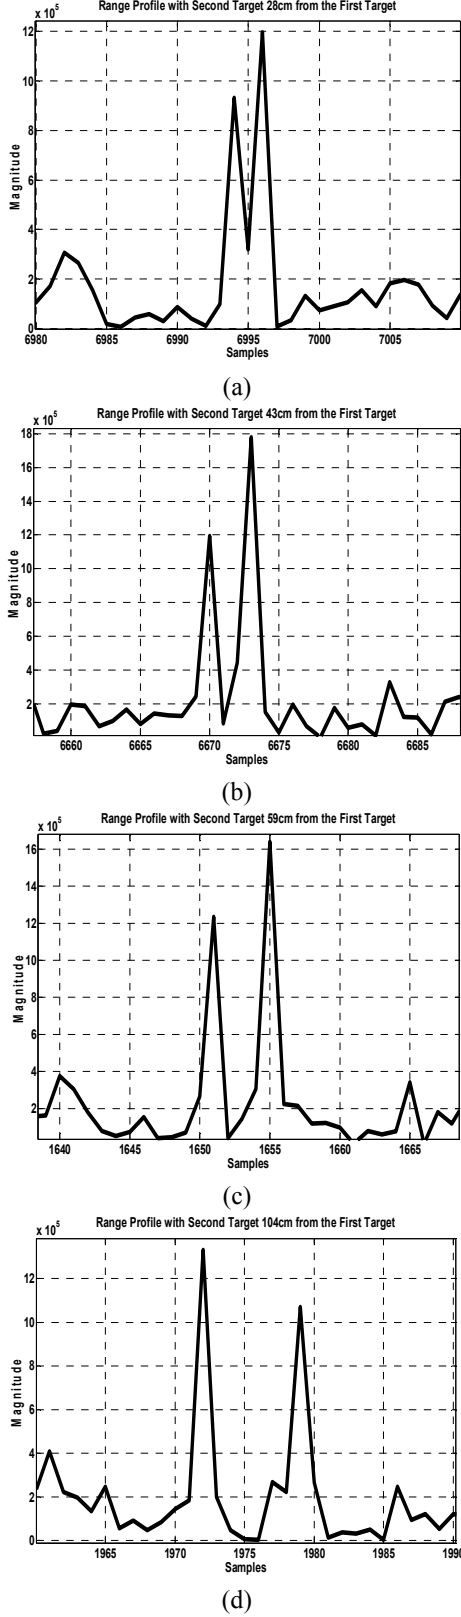 Range Profile with Second Target 28cm from the First Target
x 10⁵
12
10
8
6
4
2
0
Magnitude
6980 6985 6990 6995 7000 7005
Samples
(a)
Range Profile with Second Target 43cm from the First Target
x 10⁵
18
16
14
12
10
8
6
4
2
Magnitude
6660 6665 6670 6675 6680 6685
Samples
(b)
Range Profile with Second Target 59cm from the First Target
x 10⁵
16
14
12
10
8
6
4
2
Magnitude
1640 1645 1650 1655 1660 1665
Samples
(c)
Range Profile with Second Target 104cm from the First Target
x 10⁵
12
10
8
6
4
2
0
Magnitude
1965 1970 1975 1980 1985 1990
Samples
(d)